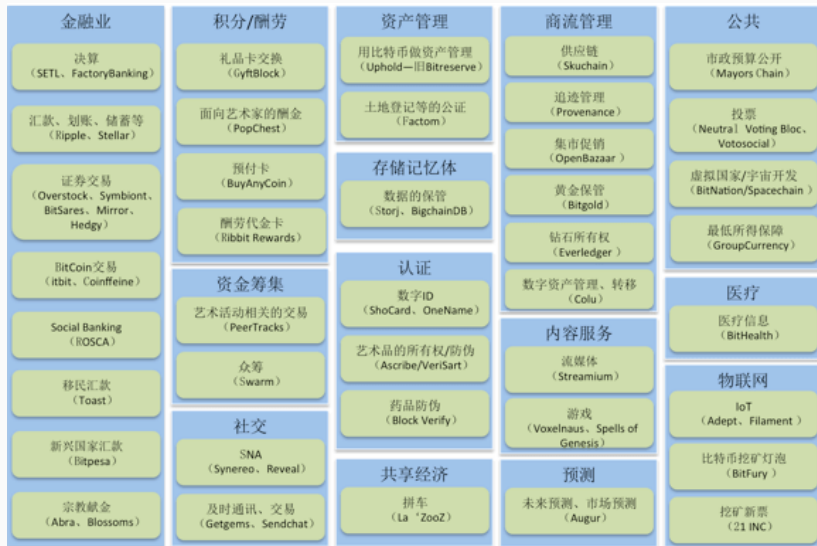 金融业
决算
（SETL、FactoryBanking）
汇款、划账、储蓄等
（Ripple、Stellar）
证券交易
（Overstock、Symbiont、
BitSares、Mirror、
Hedgy）
BitCoin交易
（itbit、Coinffeine）
Social Banking
（ROSCA）
移民汇款
（Toast）
新兴国家汇款
（Bitpesa）
宗教献金
（Abra、Blossoms）
积分/酬劳
礼品卡交换
（GyftBlock）
面向艺术家的酬金
（PopChest）
预付卡
（BuyAnyCoin）
酬劳代金卡
（Ribbit Rewards）
资金筹集
艺术活动相关的交易
（PeerTracks）
众筹
（Swarm）
社交
SNA
（Synereo、Reveal）
及时通讯、交易
（Getgems、Sendchat）
资产管理
用比特币做资产管理
（Uphold—旧Bitreserve）
土地登记等的公证
（Factom）
存储记忆体
数据的保管
（Storj、BigchainDB）
认证
数字ID
（ShoCard、OneName）
艺术品的所有权/防伪
（Ascribe/VeriSart）
药品防伪
（Block Verify）
共享经济
拼车
（La‘ZooZ）
商流管理
供应链
（Skuchain）
追迹管理
（Provenance）
集市促销
（OpenBazaar）
黄金保管
（Bitgold）
钻石所有权
（Everledger）
数字资产管理、转移
（Colu）
内容服务
流媒体
（Streamium）
游戏
（Voxelnaus、Spells of
Genesis）
预测
未来预测、市场预测
（Augur）
公共
市政预算公开
（Mayors Chain）
投票
（Neutral Voting Bloc、
Votosocial）
虚拟国家/宇宙开发
（BitNation/Spacechain）
最低所得保障
（GroupCurrency）
医疗
医疗信息
（BitHealth）
物联网
IoT
（Adept、Filament）
比特币挖矿灯泡
（BitFury）
挖矿新票
（21 INC）